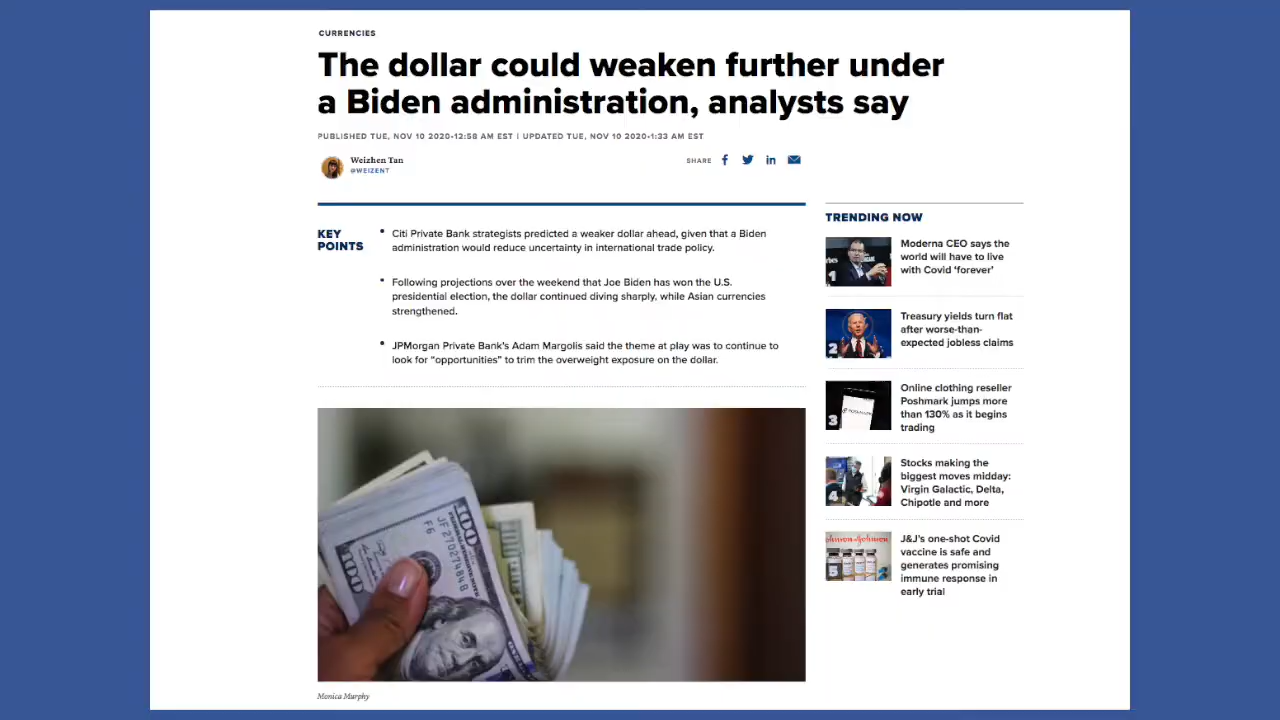 CURRENCIES
The dollar could weaken further under
a Biden administration, analysts say
PUBLISHED TUE, NOV 10 2020•12:58 AM EST | UPDATED TUE, NOV 10 2020•1:33 AM EST
Weizhen Tan
@WEIZENT
SHARE
KEY
POINTS
• Citi Private Bank strategists predicted a weaker dollar ahead, given that a Biden
administration would reduce uncertainty in international trade policy.
• Following projections over the weekend that Joe Biden has won the U.S.
presidential election, the dollar continued diving sharply, while Asian currencies
strengthened.
• JPMorgan Private Bank's Adam Margolis said the theme at play was to continue to
look for “opportunities” to trim the overweight exposure on the dollar.
100
JF21027484B
F6
100
Monica Murphy
TRENDING NOW
1
Moderna CEO says the
world will have to live
with Covid ‘forever’
2
Treasury yields turn flat
after worse-than-
expected jobless claims
3
Online clothing reseller
Poshmark jumps more
than 130% as it begins
trading
4
Stocks making the
biggest moves midday:
Virgin Galactic, Delta,
Chipotle and more
Johnson & Johnson
5
J&J's one-shot Covid
vaccine is safe and
generates promising
immune response in
early trial